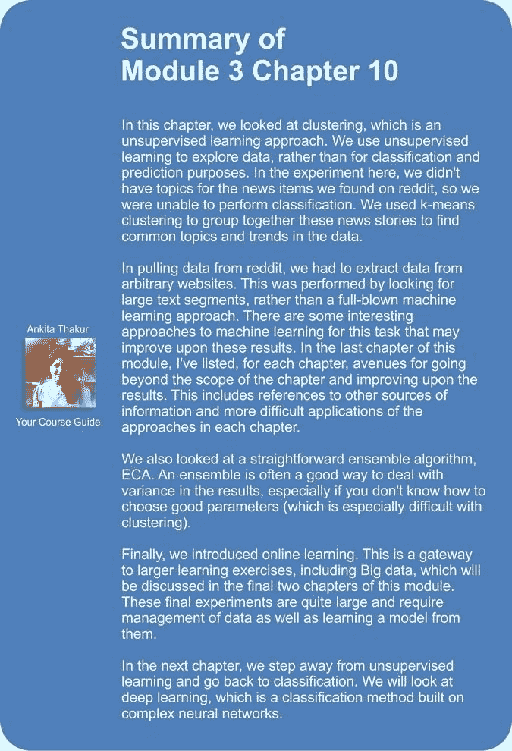 Summary of
Module 3 Chapter 10
In this chapter, we looked at clustering, which is an
unsupervised learning approach. We use unsupervised
learning to explore data, rather than for classification and
prediction purposes. In the experiment here, we didn't
have topics for the news items we found on reddit, so we
were unable to perform classification. We used k-means
clustering to group together these news stories to find
common topics and trends in the data.
In pulling data from reddit, we had to extract data from
arbitrary websites. This was performed by looking for
large text segments, rather than a full-blown machine
learning approach. There are some interesting
approaches to machine learning for this task that may
improve upon these results. In the last chapter of this
module, I've listed, for each chapter, avenues for going
beyond the scope of the chapter and improving upon the
results. This includes references to other sources of
information and more difficult applications of the
approaches in each chapter.
Ankita Thakur
Your Course Guide
We also looked at a straightforward ensemble algorithm,
ECA. An ensemble is often a good way to deal with
variance in the results, especially if you don't know how to
choose good parameters (which is especially difficult with
clustering).
Finally, we introduced online learning. This is a gateway
to larger learning exercises, including Big data, which will
be discussed in the final two chapters of this module.
These final experiments are quite large and require
management of data as well as learning a model from
them.
In the next chapter, we step away from unsupervised
learning and go back to classification. We will look at
deep learning, which is a classification method built on
complex neural networks.